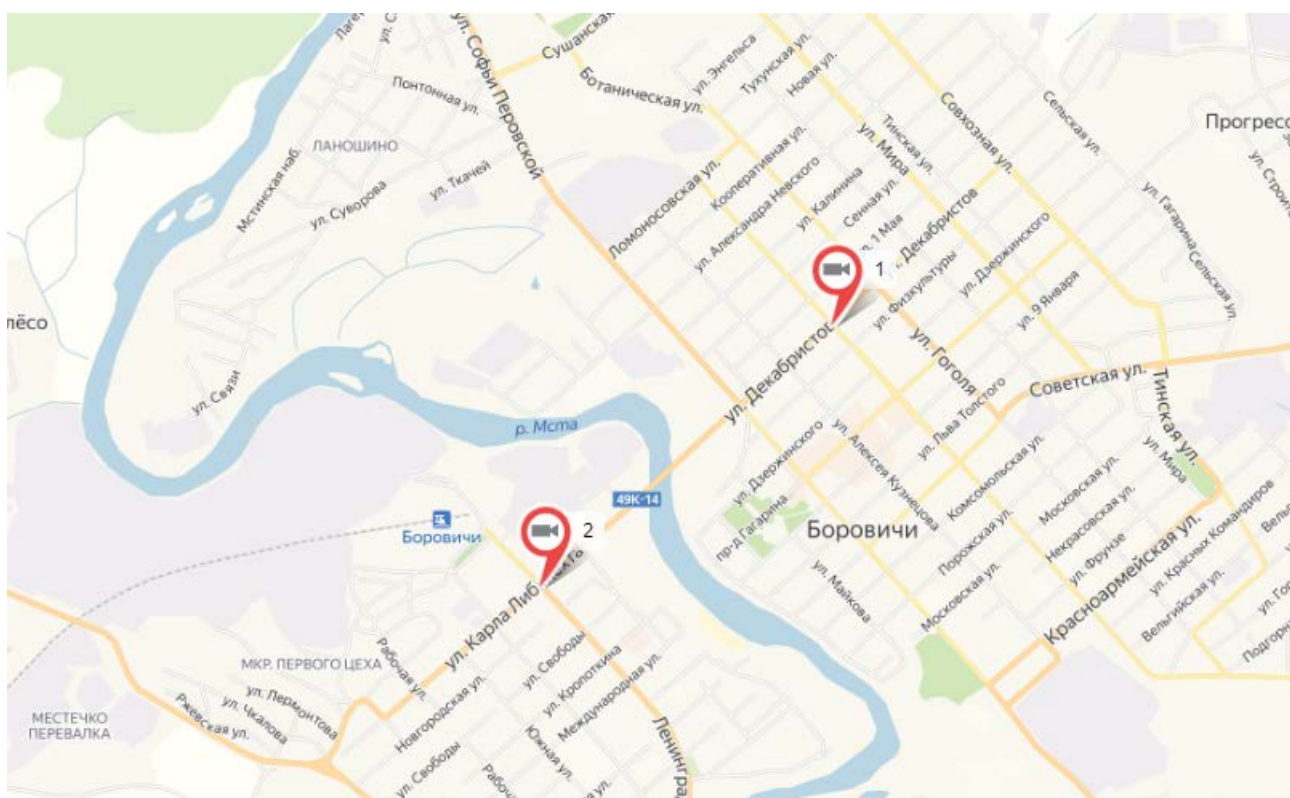 ул. Софьи Перовской
Сушанская
Понтонная ул.
Ботаническая ул.
ул. Энгельса
Тухунская ул.
Новая ул.
Совхозная ул.
Сельская ул.
Прогресс
ЛАНОШИНО
Мстинская наб.
ул. Суворова
ул. Ткачей
Ломоносовская ул.
Кооперативная ул.
ул. Александра Невского
ул. Калинина
ул. Мира
Тинская ул.
Сенная ул.
ул. 1 Мая
ул. Декабристов
ул. Физкультуры
ул. Дзержинского
ул. 9 Января
ул. Гагарина
Сельская ул.
1
лёсо
ул. Связи
р. Мста
ул. Декабристов
ул. Гоголя
Советская ул.
Тинская ул.
ул. Мира
ул. Льва Толстого
ул. Алексея Кузнецова
ул. Дзержинского
пр-д Гагарина
Комсомольская ул.
Московская ул.
Некрасовская ул.
49К-14
Боровичи
2
Боровичи
ул. Майкова
Порожская ул.
Московская ул.
ул. Фрунзе
Красноармейская ул.
ул. Красных Командиров
Вельгийская ул.
ул. Карла Либ
МКР. ПЕРВОГО ЦЕХА
Рабочая ул.
ул. Свободы
ул. Кропоткина
Международная ул.
Новгородская ул.
ул. Лермонтова
ул. Чкалова
Ржевская ул.
МЕСТЕЧКО
ПЕРЕВАЛКА
Южная ул.
ул. Свободы
Ленинград